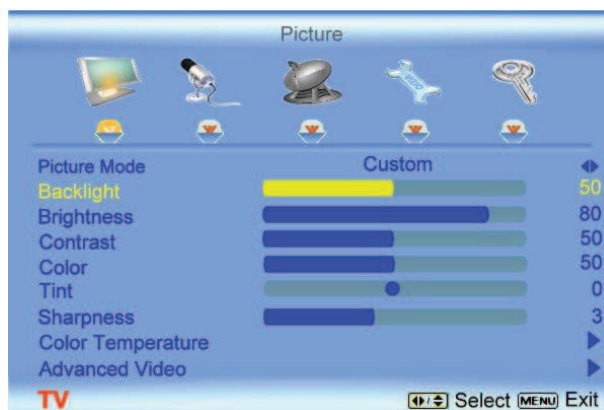 Picture
Picture Mode Custom
Backlight 50
Brightness 80
Contrast 50
Color 50
Tint 0
Sharpness 3
Color Temperature
Advanced Video
TV Select MENU Exit